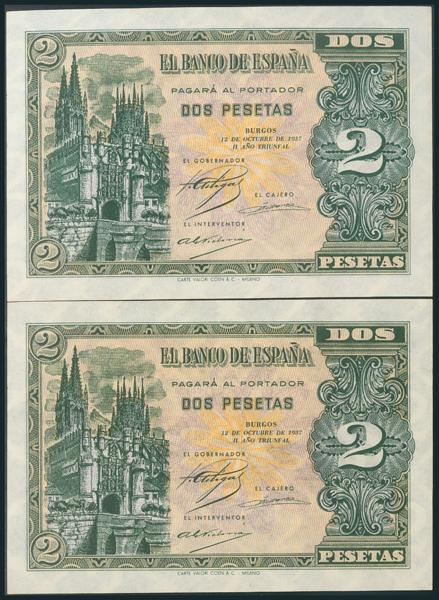 2 DOS
EL BANCO DE ESPAÑA
PAGARÁ AL PORTADOR
DOS PESETAS
BURGOS
12 DE OCTUBRE DE 1937
II AÑO TRIUNFAL
2
EL GOBERNADOR
EL CAJERO
EL INTERVENTOR
2 PESETAS
CARTE VALOR COEN & C. - MILANO
2 DOS
EL BANCO DE ESPAÑA
PAGARÁ AL PORTADOR
DOS PESETAS
BURGOS
12 DE OCTUBRE DE 1937
II AÑO TRIUNFAL
2
EL GOBERNADOR
EL CAJERO
EL INTERVENTOR
2 PESETAS
CARTE VALOR COEN & C. - MILANO